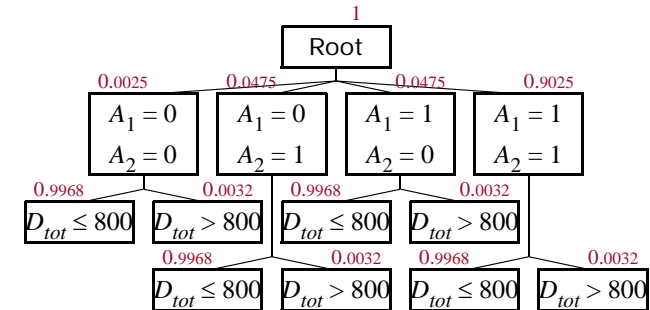 1
Root
0.0025 0.0475 0.0475 0.9025
A1 = 0 A1 = 0 A1 = 1 A1 = 1
A2 = 0 A2 = 1 A2 = 0 A2 = 1
0.9968 0.0032 0.9968 0.0032
Dtot ≤ 800 Dtot > 800 Dtot ≤ 800 Dtot > 800
0.9968 0.0032 0.9968 0.0032
Dtot ≤ 800 Dtot > 800 Dtot ≤ 800 Dtot > 800